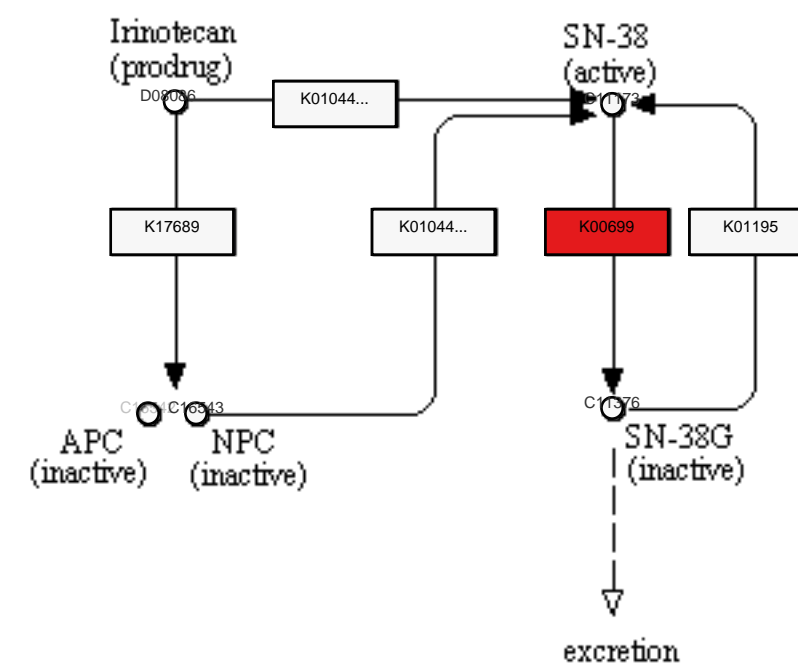 Irinotecan
(prodrug)
SN-38
(active)
D08086
K01044...
K17689
K01044...
K00699
K01195
C16543
C11376
APC
(inactive)
NPC
(inactive)
SN-38G
(inactive)
excretion